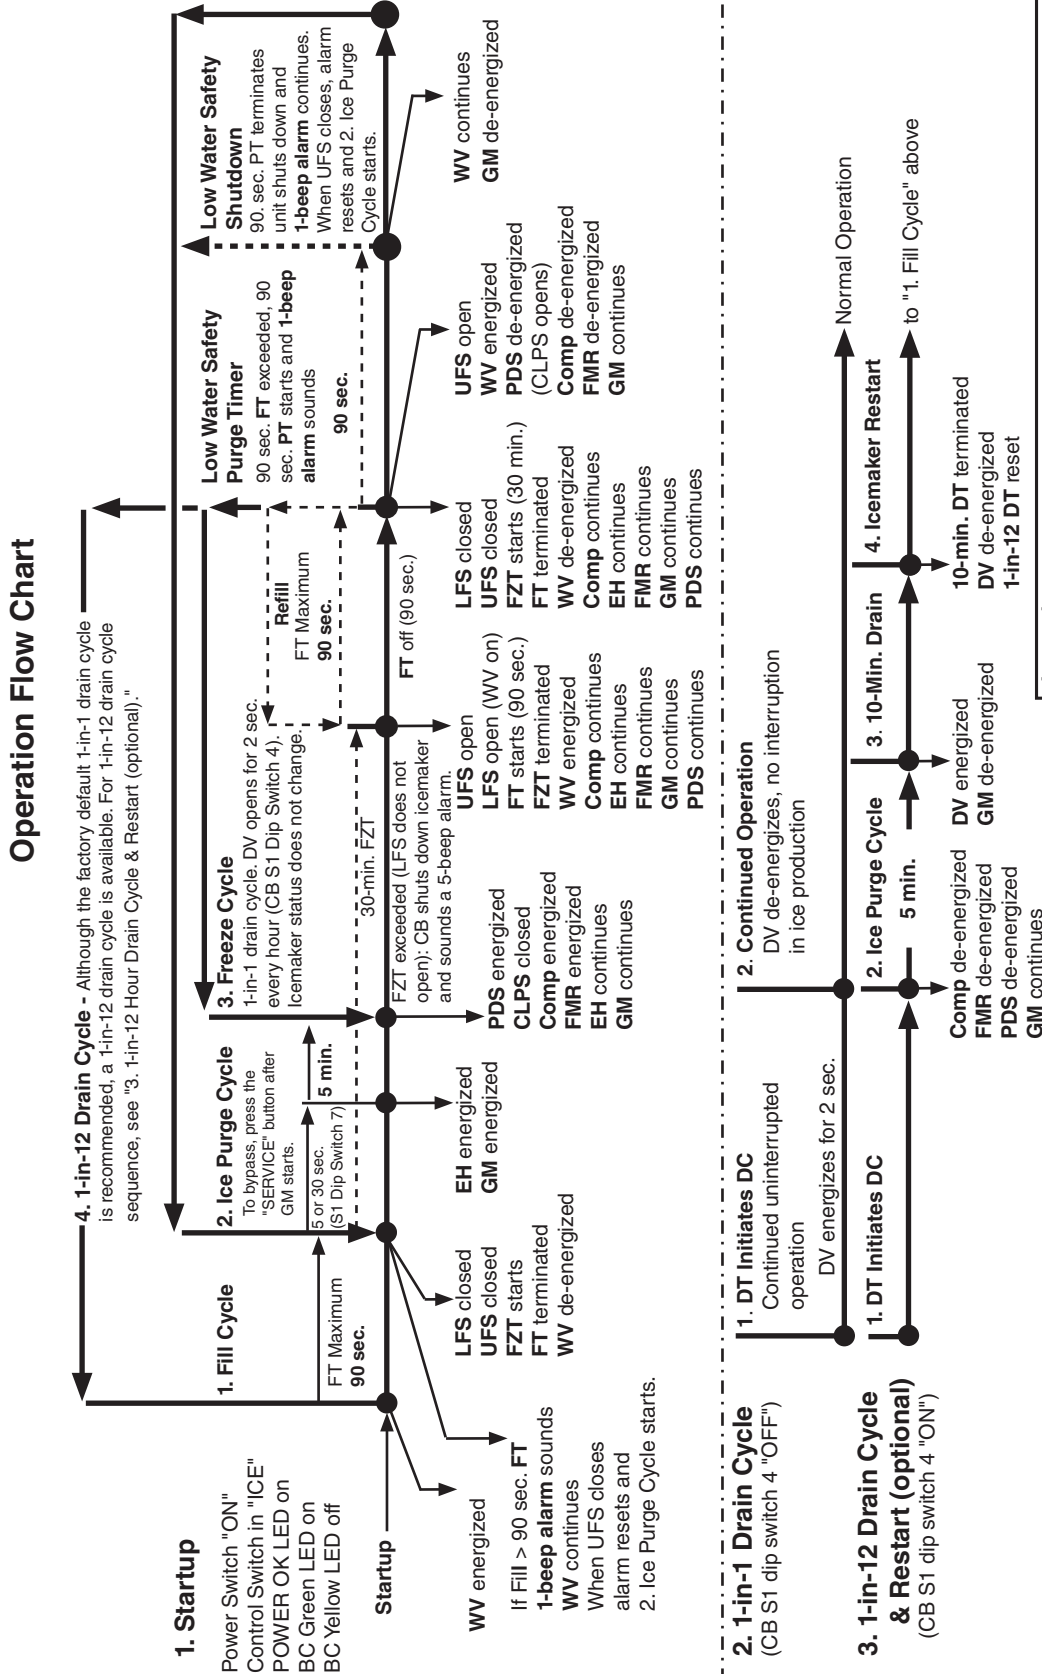 Operation Flow Chart
4. 1-in-12 Drain Cycle - Although the factory default 1-in-1 drain cycle
is recommended, a 1-in-12 drain cycle is available. For 1-in-12 drain cycle
sequence, see "3. 1-in-12 Hour Drain Cycle & Restart (optional)."
1. Startup
Power Switch "ON"
Control Switch in "ICE"
POWER OK LED on
BC Green LED on
BC Yellow LED off
Startup
1. Fill Cycle
FT Maximum
90 sec.
2. Ice Purge Cycle
To bypass, press the
"SERVICE" button after
GM starts.
5 or 30 sec.
(S1 Dip Switch 7)
5 min.
3. Freeze Cycle
1-in-1 drain cycle. DV opens for 2 sec.
every hour (CB S1 Dip Switch 4).
Icemaker status does not change.
30-min. FZT
FZT exceeded (LFS does not
open): CB shuts down icemaker
and sounds a 5-beep alarm.
Refill
FT Maximum
90 sec.
FT off (90 sec.)
Low Water Safety
Purge Timer
90 sec. FT exceeded, 90
sec. PT starts and 1-beep
alarm sounds
90 sec.
Low Water Safety
Shutdown
90. sec. PT terminates
unit shuts down and
1-beep alarm continues.
When UFS closes, alarm
resets and 2. Ice Purge
Cycle starts.
WV energized
If Fill > 90 sec. FT
1-beep alarm sounds
WV continues
When UFS closes
alarm resets and
2. Ice Purge Cycle starts.
LFS closed
UFS closed
FZT starts
FT terminated
WV de-energized
EH energized
GM energized
PDS energized
CLPS closed
Comp energized
FMR energized
EH continues
GM continues
UFS open
LFS open (WV on)
FT starts (90 sec.)
FZT terminated
WV energized
Comp continues
EH continues
FMR continues
GM continues
PDS continues
LFS closed
UFS closed
FZT starts (30 min.)
FT terminated
WV de-energized
Comp continues
EH continues
FMR continues
GM continues
PDS continues
UFS open
WV energized
PDS de-energized
(CLPS opens)
Comp de-energized
FMR de-energized
GM continues
WV continues
GM de-energized
2. 1-in-1 Drain Cycle
(CB S1 dip switch 4 "OFF")
1. DT Initiates DC
Continued uninterrupted
operation
DV energizes for 2 sec.
2. Continued Operation
DV de-energizes, no interruption
in ice production
Normal Operation
3. 1-in-12 Drain Cycle
& Restart (optional)
(CB S1 dip switch 4 "ON")
1. DT Initiates DC
2. Ice Purge Cycle
5 min.
3. 10-Min. Drain
4. Icemaker Restart
to "1. Fill Cycle" above
Comp de-energized
FMR de-energized
PDS de-energized
GM continues
DV energized
GM de-energized
10-min. DT terminated
DV de-energized
1-in-12 DT reset